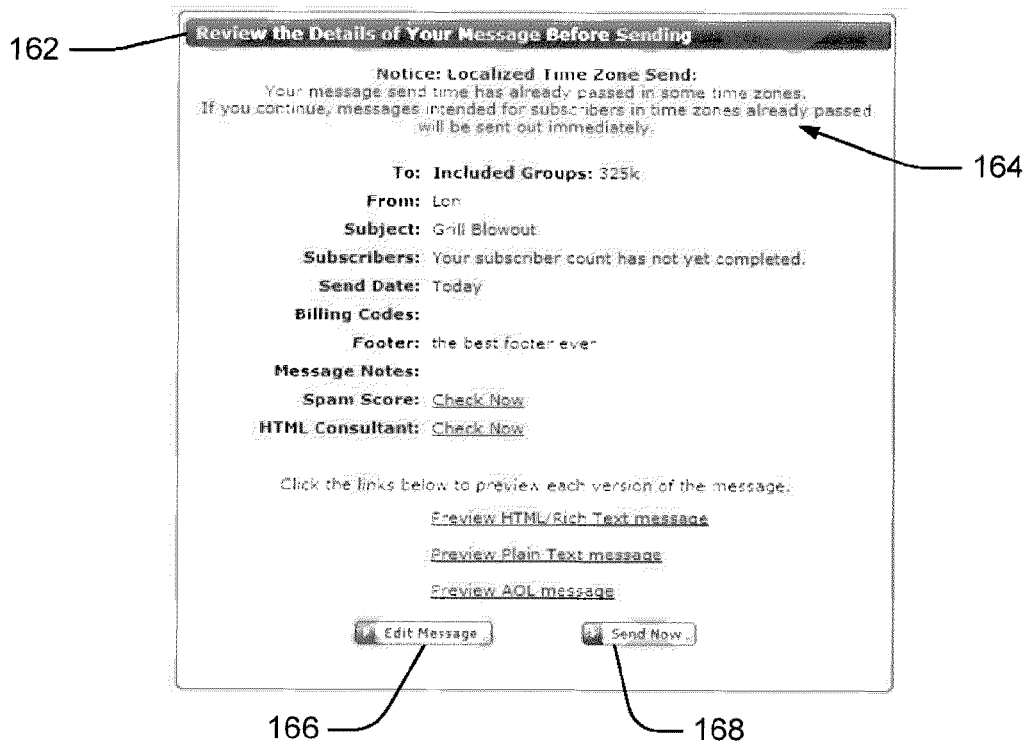 162
Review the Details of Your Message Before Sending
Notice: Localized Time Zone Send:
Your message send time has already passed in some time zones.
If you continue, messages intended for subscribers in time zones already passed
will be sent out immediately.
164
To: Included Groups: 325k
From: Lon
Subject: Grill Blowout
Subscribers: Your subscriber count has not yet completed.
Send Date: Today
Billing Codes:
Footer: the best footer ever
Message Notes:
Spam Score: Check Now
HTML Consultant: Check Now
Click the links below to preview each version of the message.
Preview HTML/Rich Text message
Preview Plain Text message
Preview AOL message
Edit Message Send Now
166 168